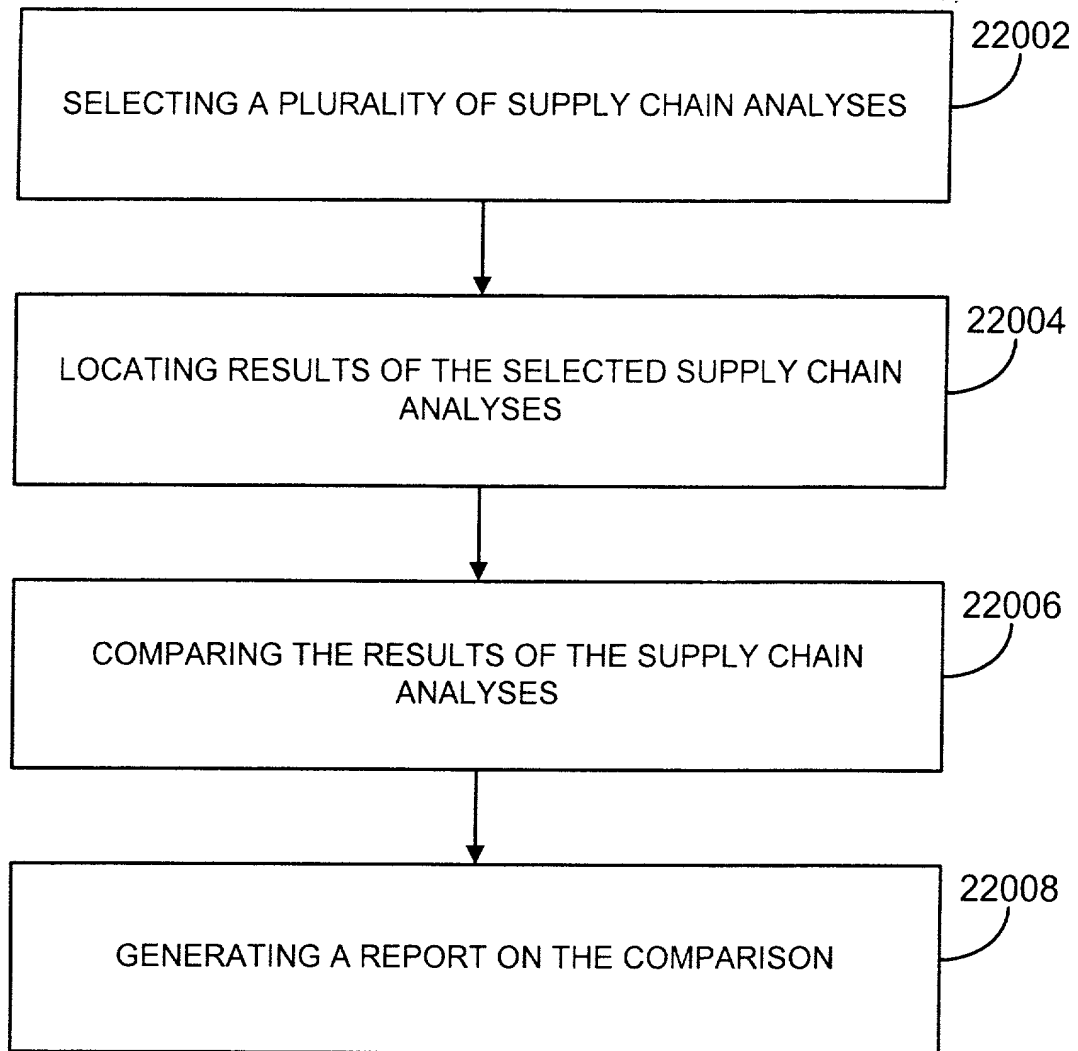 22002
SELECTING A PLURALITY OF SUPPLY CHAIN ANALYSES
22004
LOCATING RESULTS OF THE SELECTED SUPPLY CHAIN
ANALYSES
22006
COMPARING THE RESULTS OF THE SUPPLY CHAIN
ANALYSES
22008
GENERATING A REPORT ON THE COMPARISON